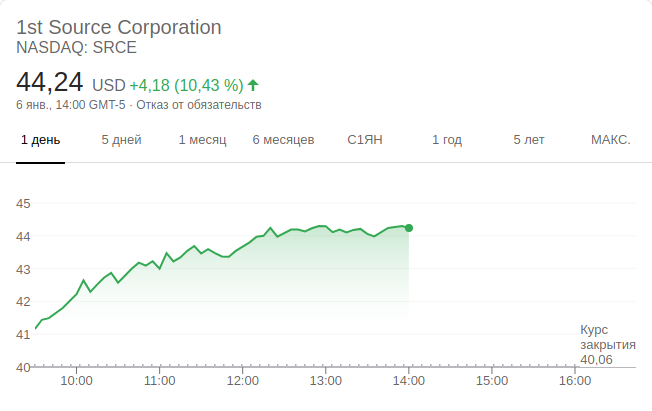 1st Source Corporation
NASDAQ: SRCE
44,24 USD +4,18 (10,43 %)
6 янв., 14:00 GMT-5 · Отказ от обязательств
1 день 5 дней 1 месяц 6 месяцев С1ЯН 1 год 5 лет МАКС.
45
44
43
42
41
40
Курс
закрытия
40,06
10:00 11:00 12:00 13:00 14:00 15:00 16:00